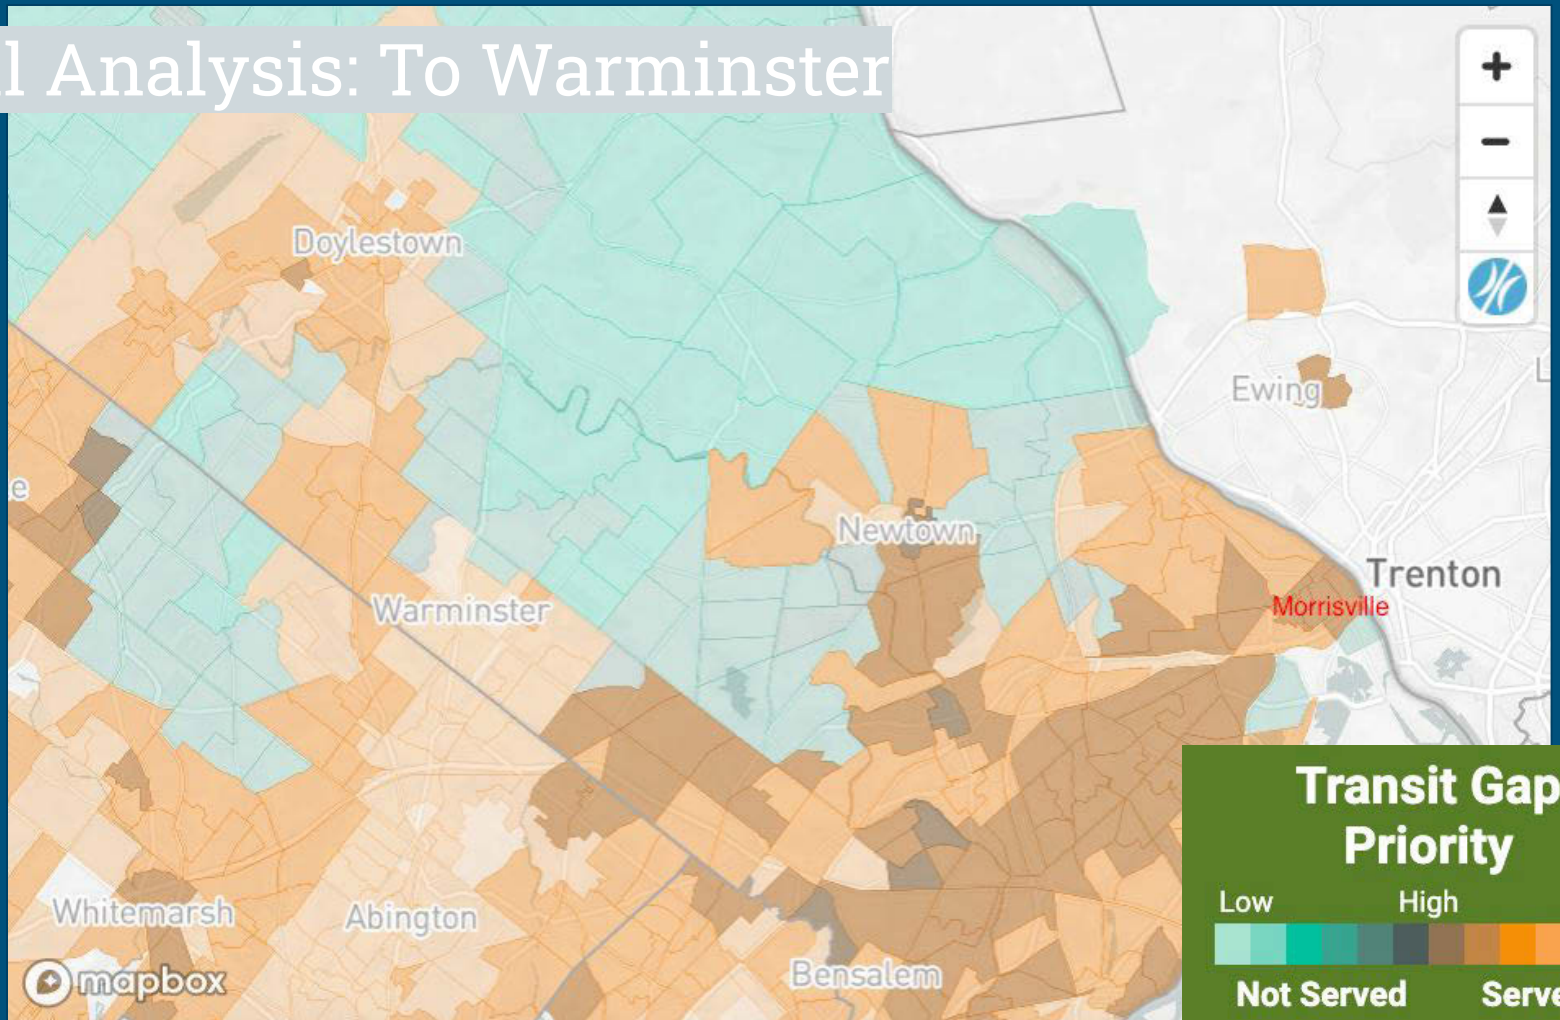 l Analysis: To Warminster
+
−
Doylestown
Ewing
L
e
Newtown
Trenton
Morrisville
Warminster
Transit Gap
Priority
Low High
Whitemarsh
Abington
Bensalem
mapbox
Not Served Serve